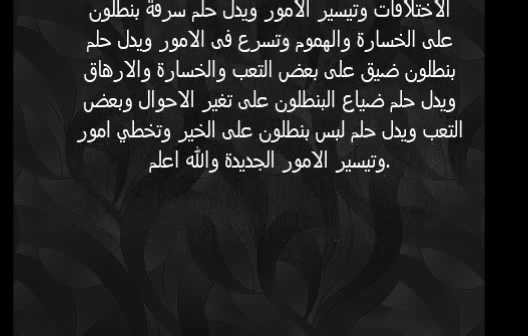 الاختلافات وتيسير الامور ويدل حلم سرقة بنطلون
على الخسارة والهموم وتسرع فى الامور ويدل حلم
بنطلون ضيق على بعض التعب والخسارة والارهاق
ويدل حلم ضياع البنطلون على تغير الاحوال وبعض
التعب ويدل حلم لبس بنطلون على الخير وتخطي امور
وتيسير الامور الجديدة والله اعلم.